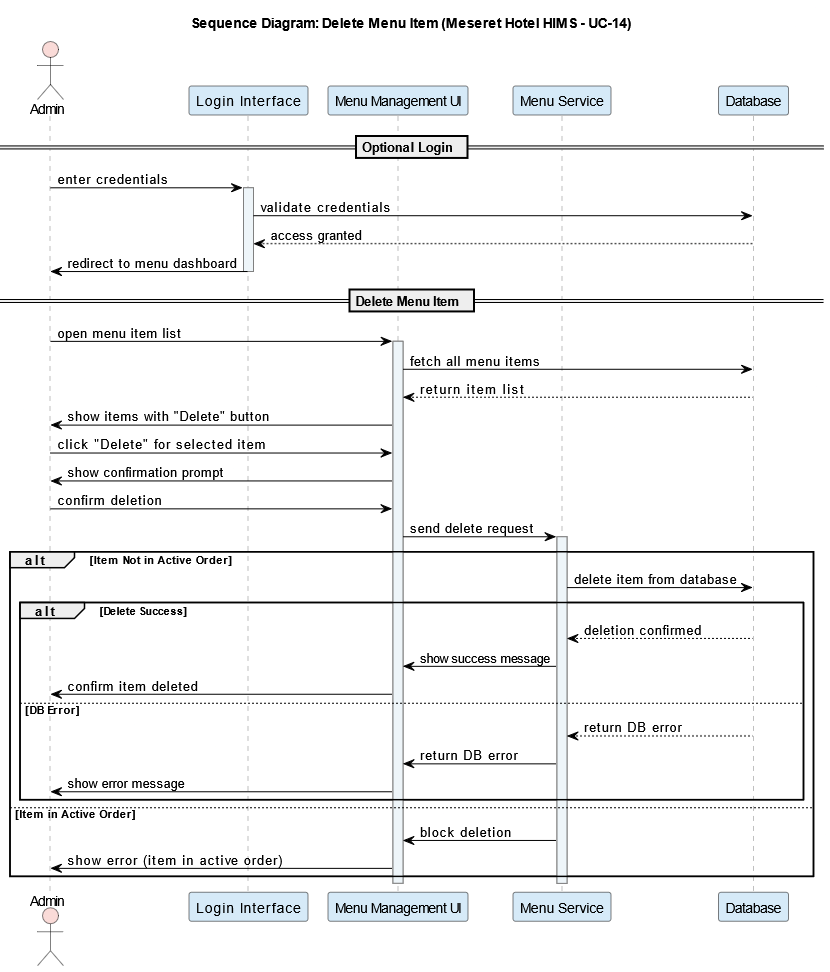 Sequence Diagram: Delete Menu Item (Meseret Hotel HIMS - UC-14)
Admin
Login Interface
Menu Management UI
Menu Service
Database
Optional Login
enter credentials
validate credentials
access granted
redirect to menu dashboard
Delete Menu Item
open menu item list
fetch all menu items
return item list
show items with "Delete" button
click "Delete" for selected item
show confirmation prompt
confirm deletion
send delete request
alt [Item Not in Active Order]
delete item from database
alt [Delete Success]
deletion confirmed
show success message
confirm item deleted
[DB Error]
return DB error
return DB error
show error message
[Item in Active Order]
block deletion
show error (item in active order)
Admin
Login Interface
Menu Management UI
Menu Service
Database